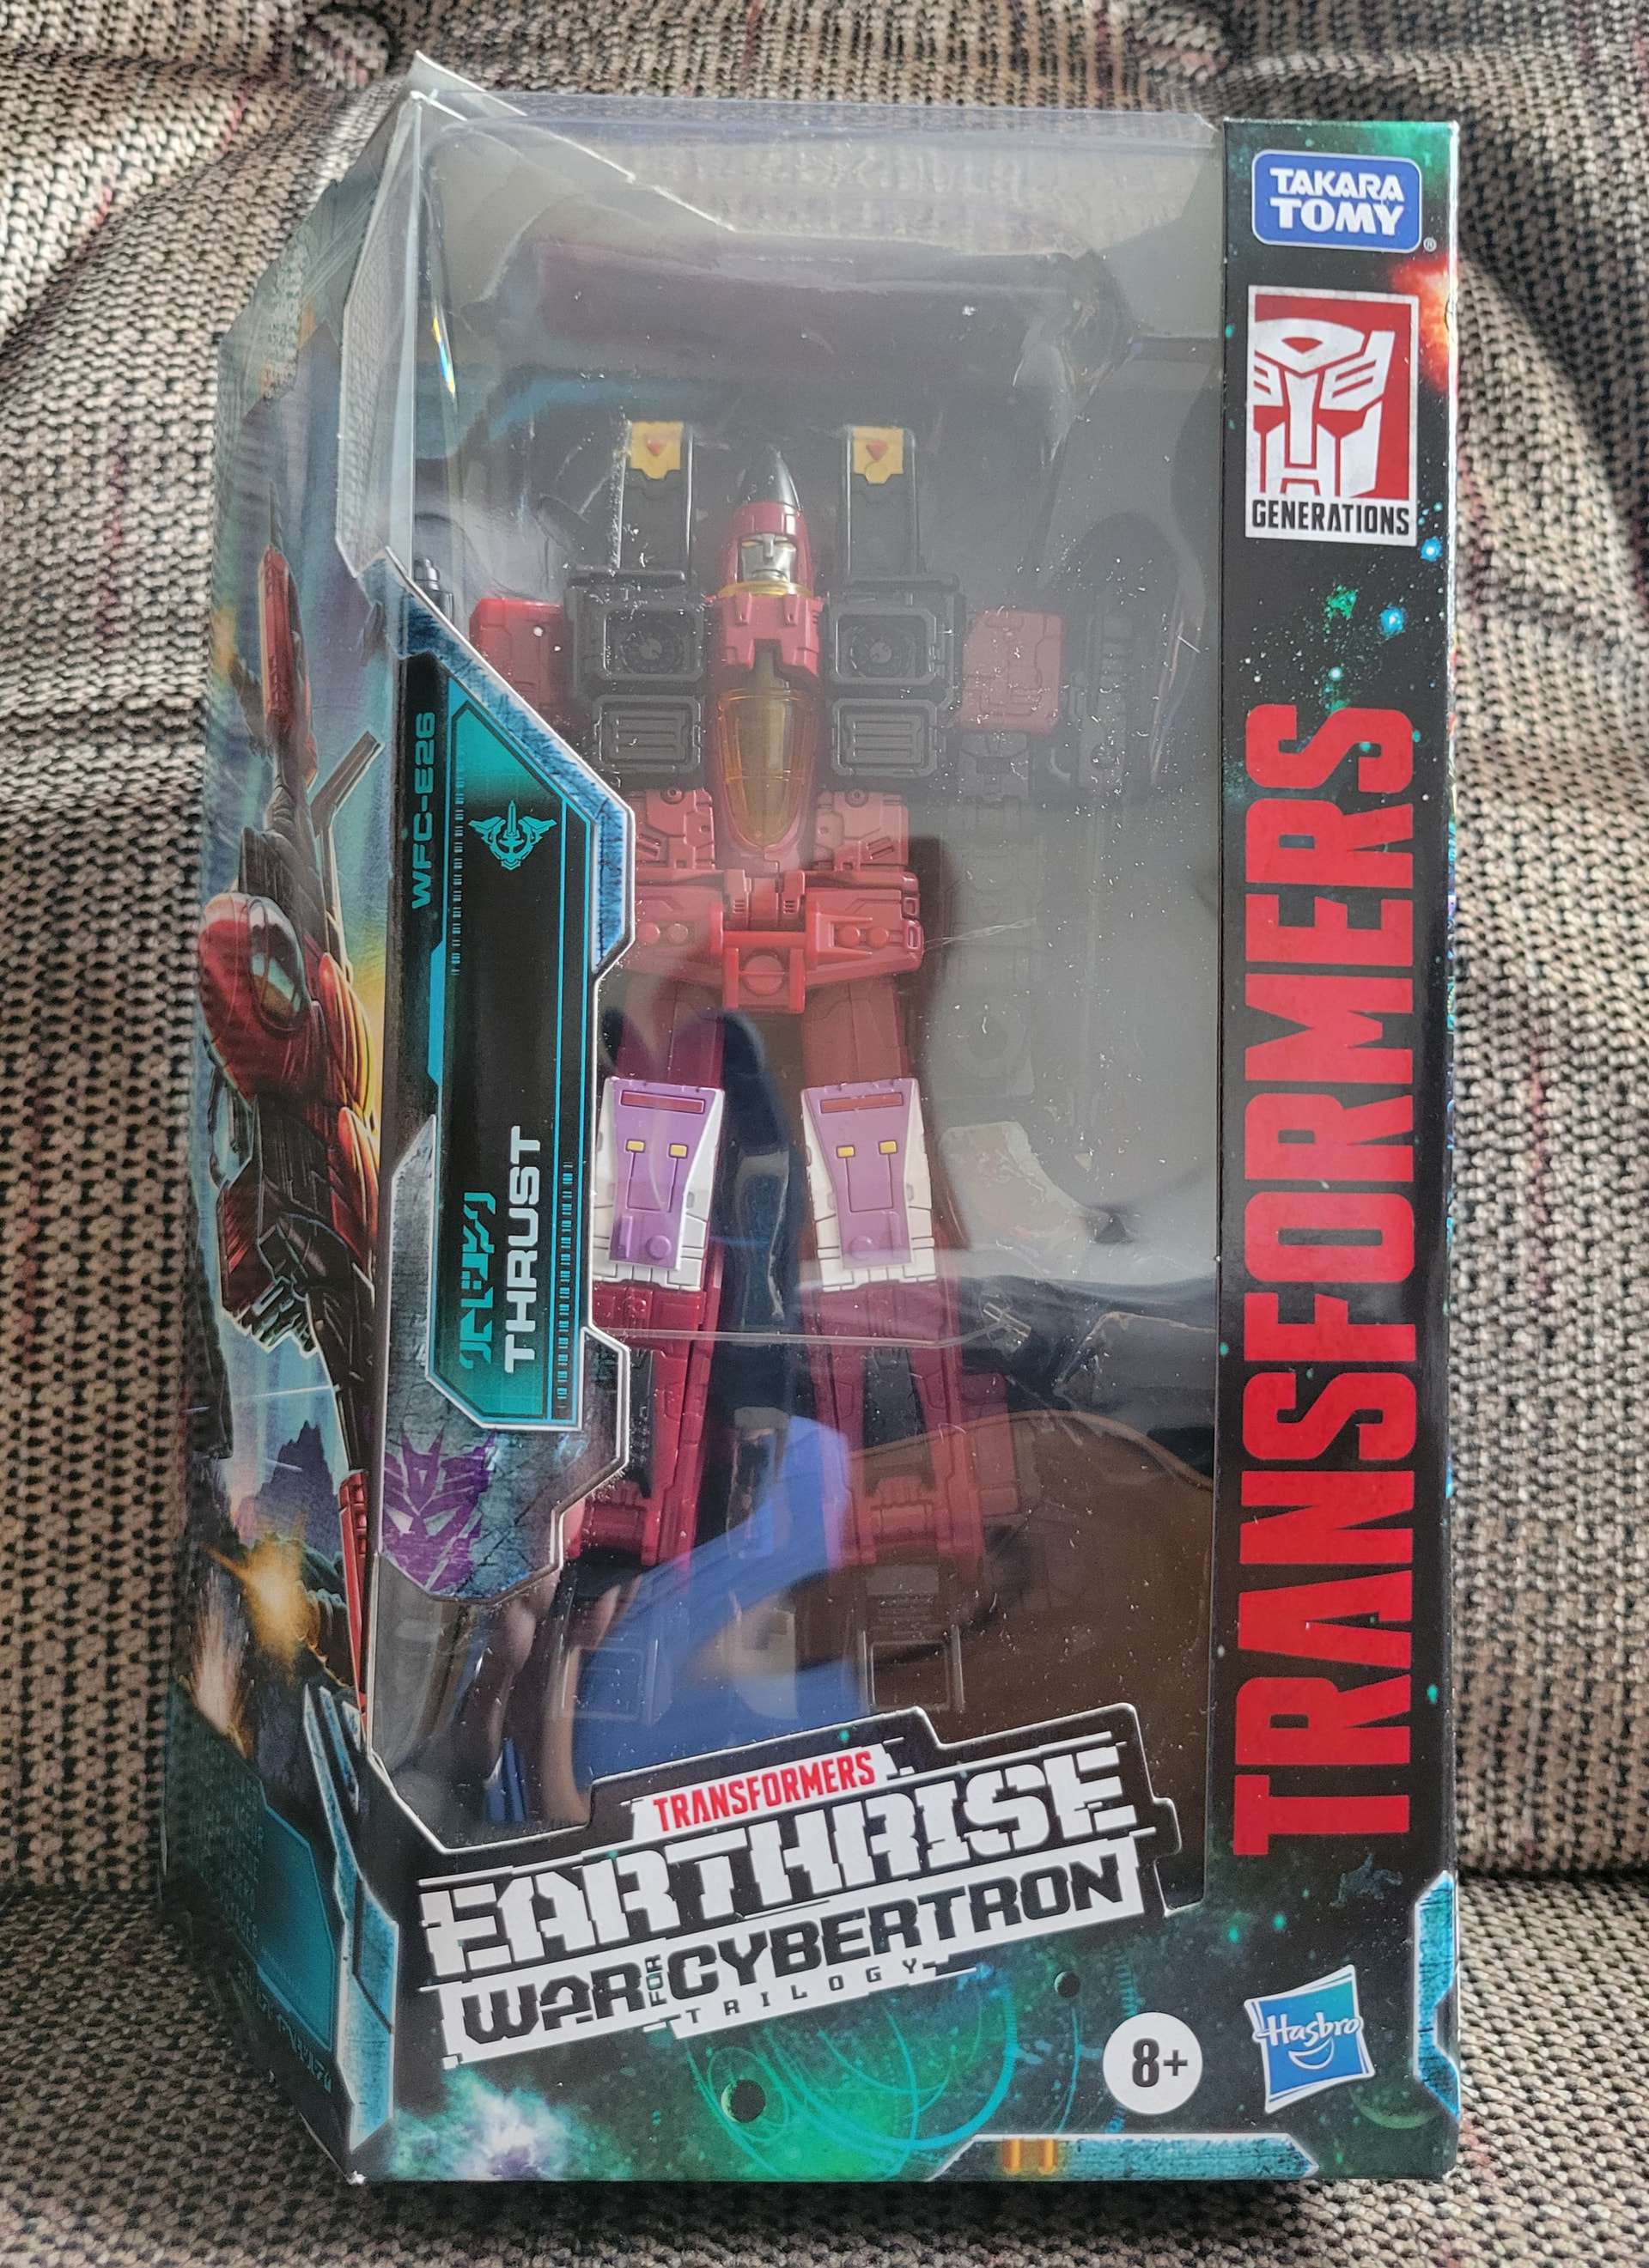 TAKARA
TOMY
®
GENERATIONS
TRANSFORMERS
WFC-E26
THRUST
TRANSFORMERS
EARTHRISE
WAR FOR CYBERTRON
TRILOGY
8+
Hasbro